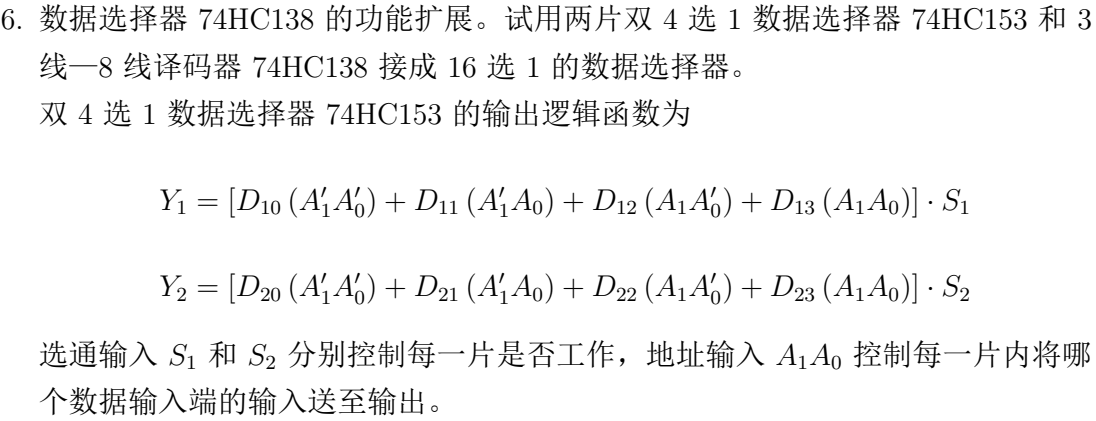 6. 数据选择器 74HC138 的功能扩展。试用两片双 4 选 1 数据选择器 74HC153 和 3
线—8 线译码器 74HC138 接成 16 选 1 的数据选择器。
双 4 选 1 数据选择器 74HC153 的输出逻辑函数为
Y₁ = [D₁₀ (A′₁A′₀) + D₁₁ (A′₁A₀) + D₁₂ (A₁A′₀) + D₁₃ (A₁A₀)] · S₁
Y₂ = [D₂₀ (A′₁A′₀) + D₂₁ (A′₁A₀) + D₂₂ (A₁A′₀) + D₂₃ (A₁A₀)] · S₂
选通输入 S₁ 和 S₂ 分别控制每一片是否工作，地址输入 A₁A₀ 控制每一片内将哪
个数据输入端的输入送至输出。